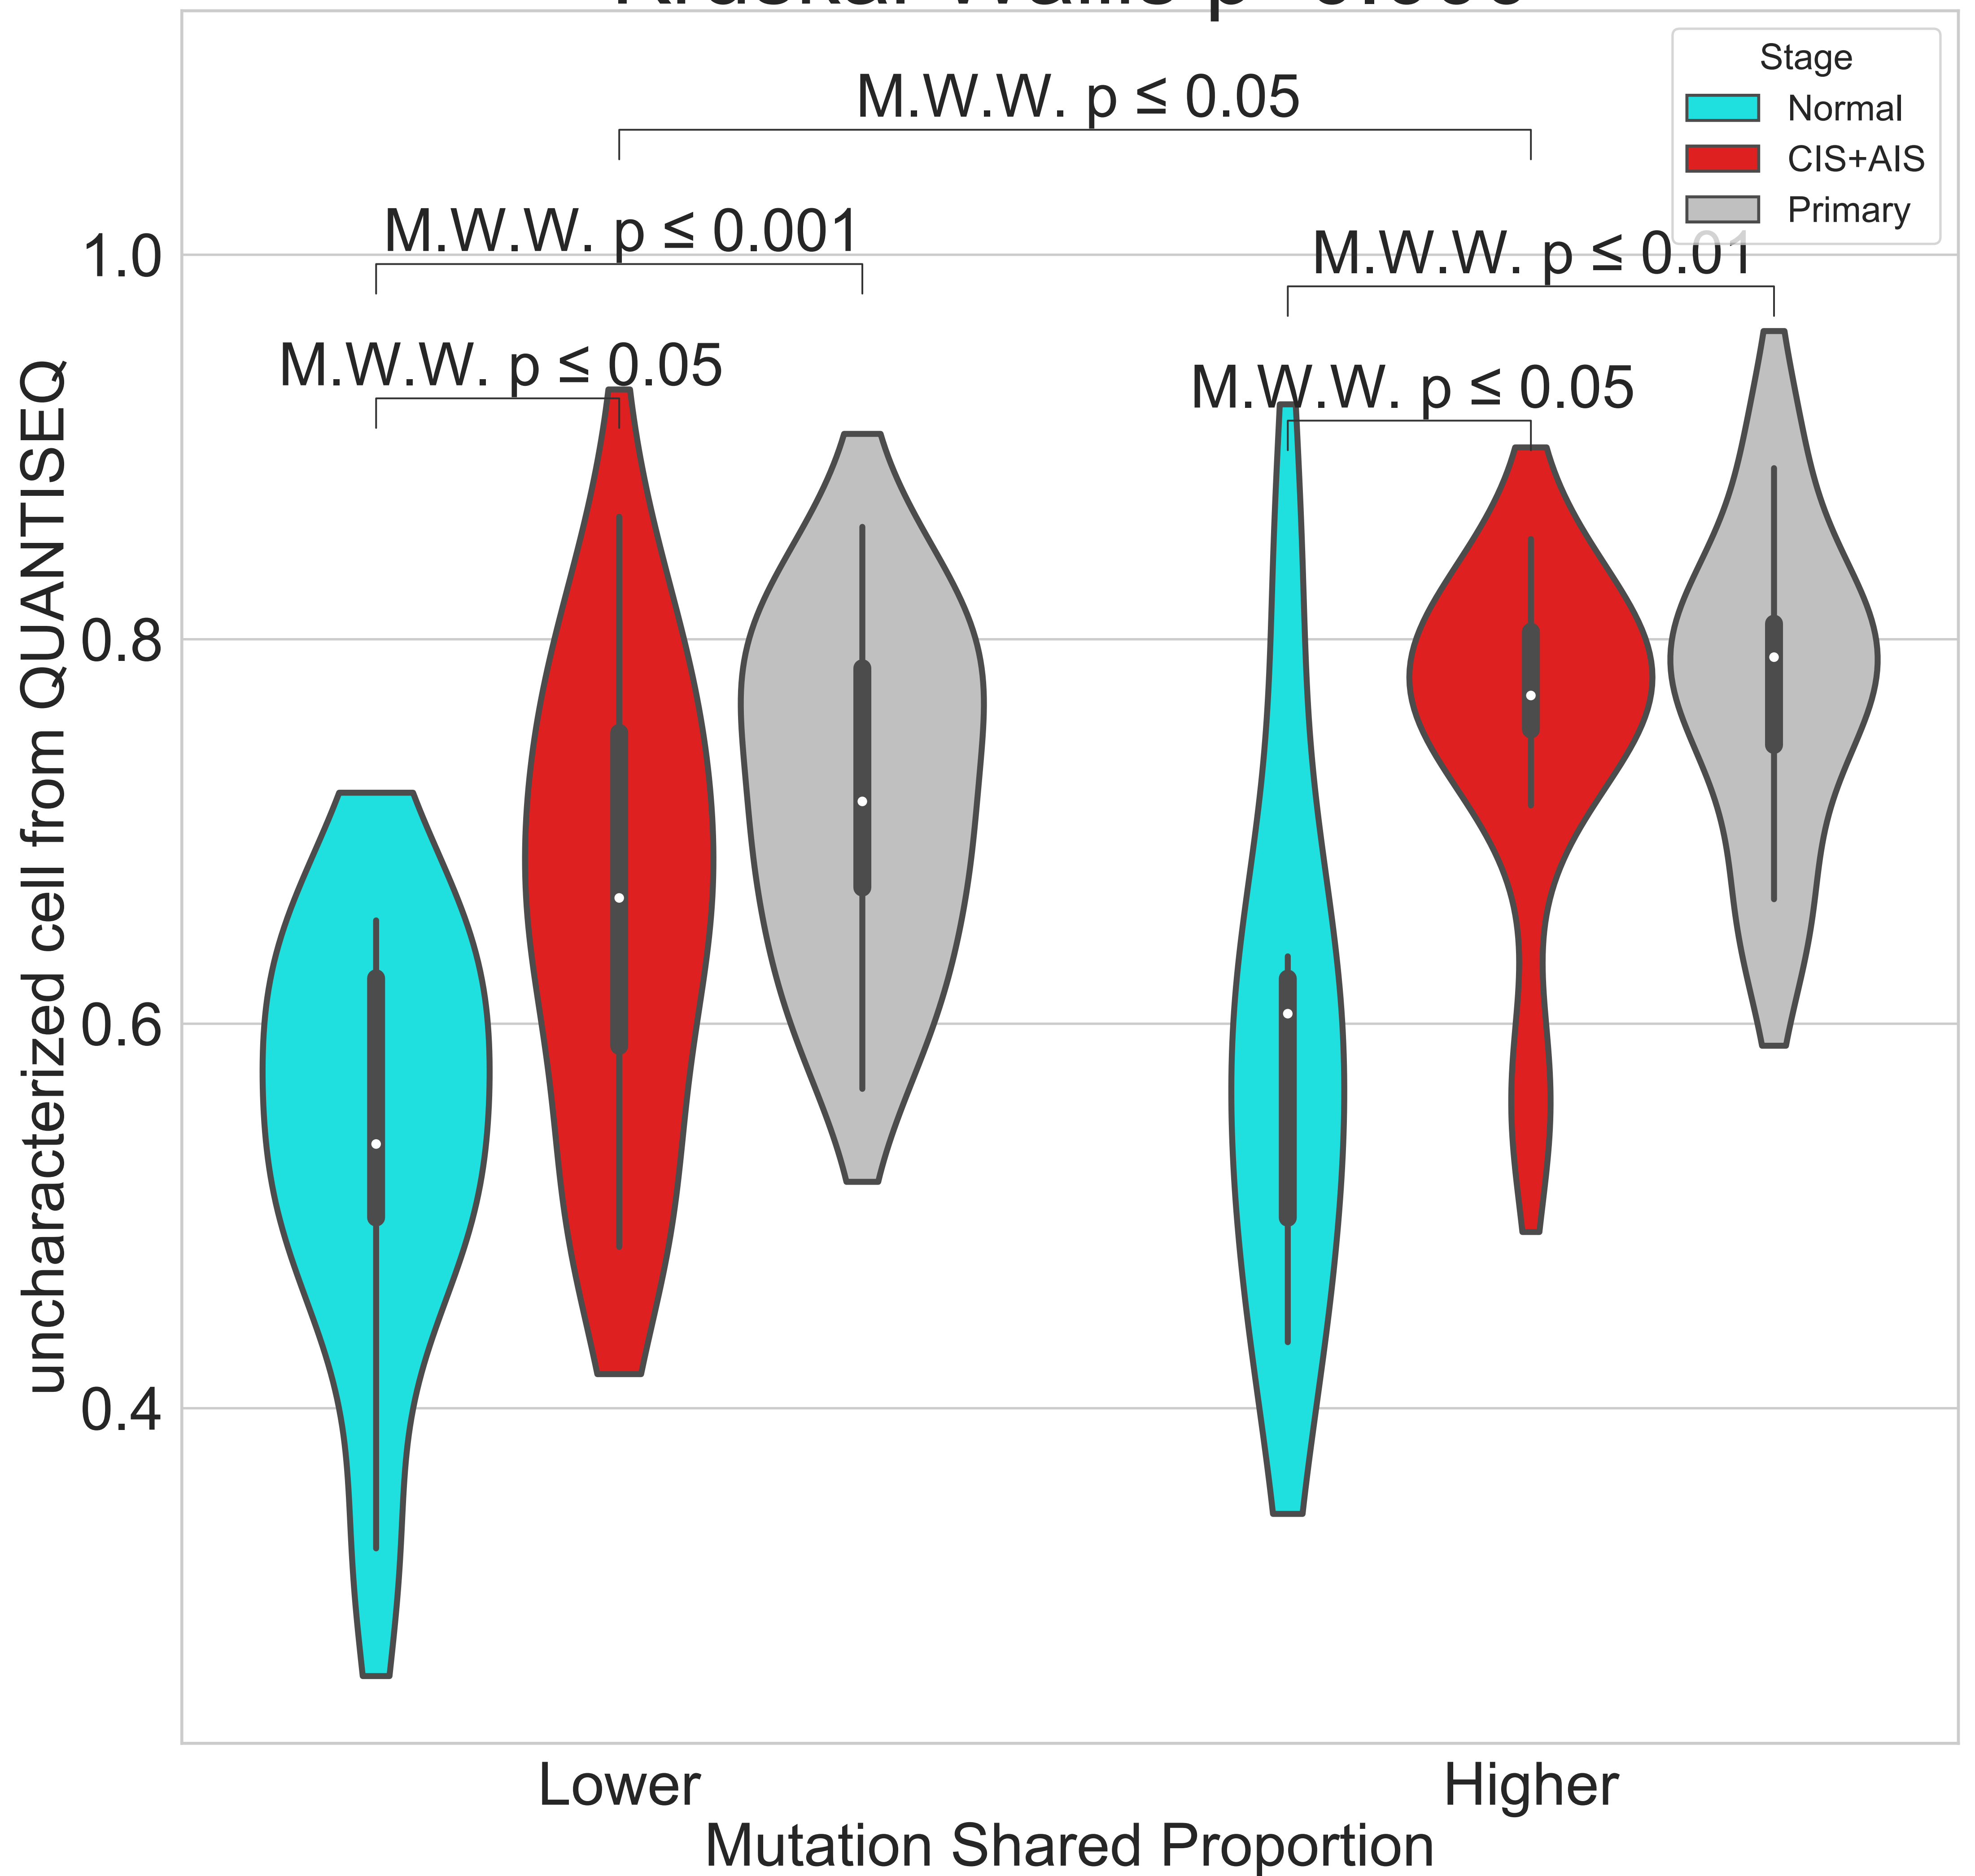 M.W.W. p ≤ 0.05
Stage
Normal
CIS+AIS
Primary
M.W.W. p ≤ 0.001
M.W.W. p ≤ 0.01
M.W.W. p ≤ 0.05
M.W.W. p ≤ 0.05
1.0
0.8
0.6
0.4
uncharacterized cell from QUANTISEQ
Lower
Higher
Mutation Shared Proportion